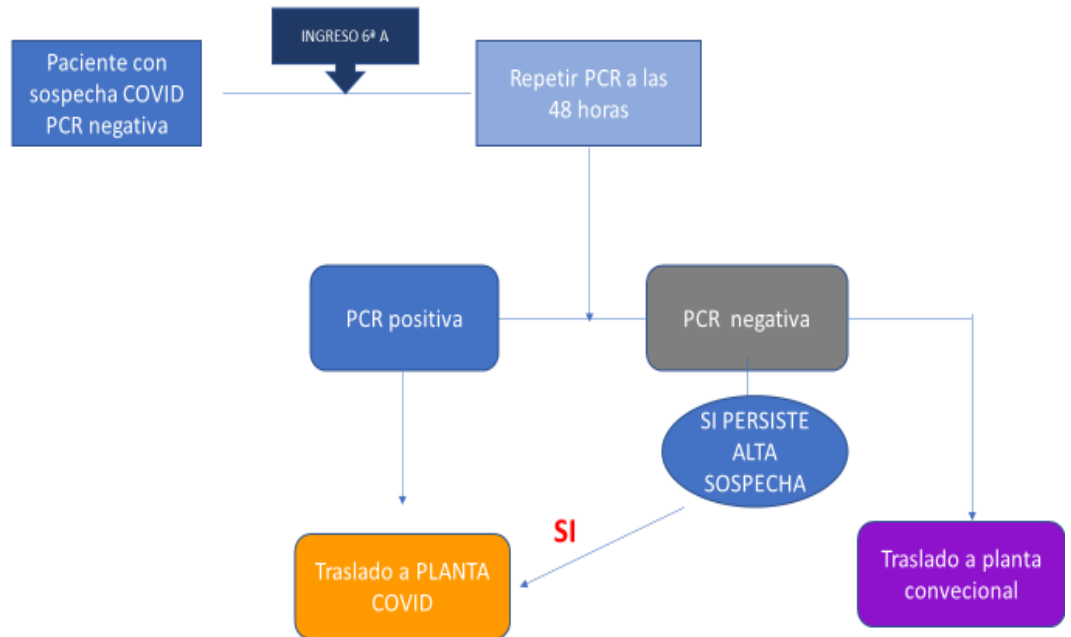 INGRESO 6ª A
Paciente con
sospecha COVID
PCR negativa
Repetir PCR a las
48 horas
PCR positiva
PCR negativa
SI PERSISTE
ALTA
SOSPECHA
SI
Traslado a PLANTA
COVID
Traslado a planta
convecional